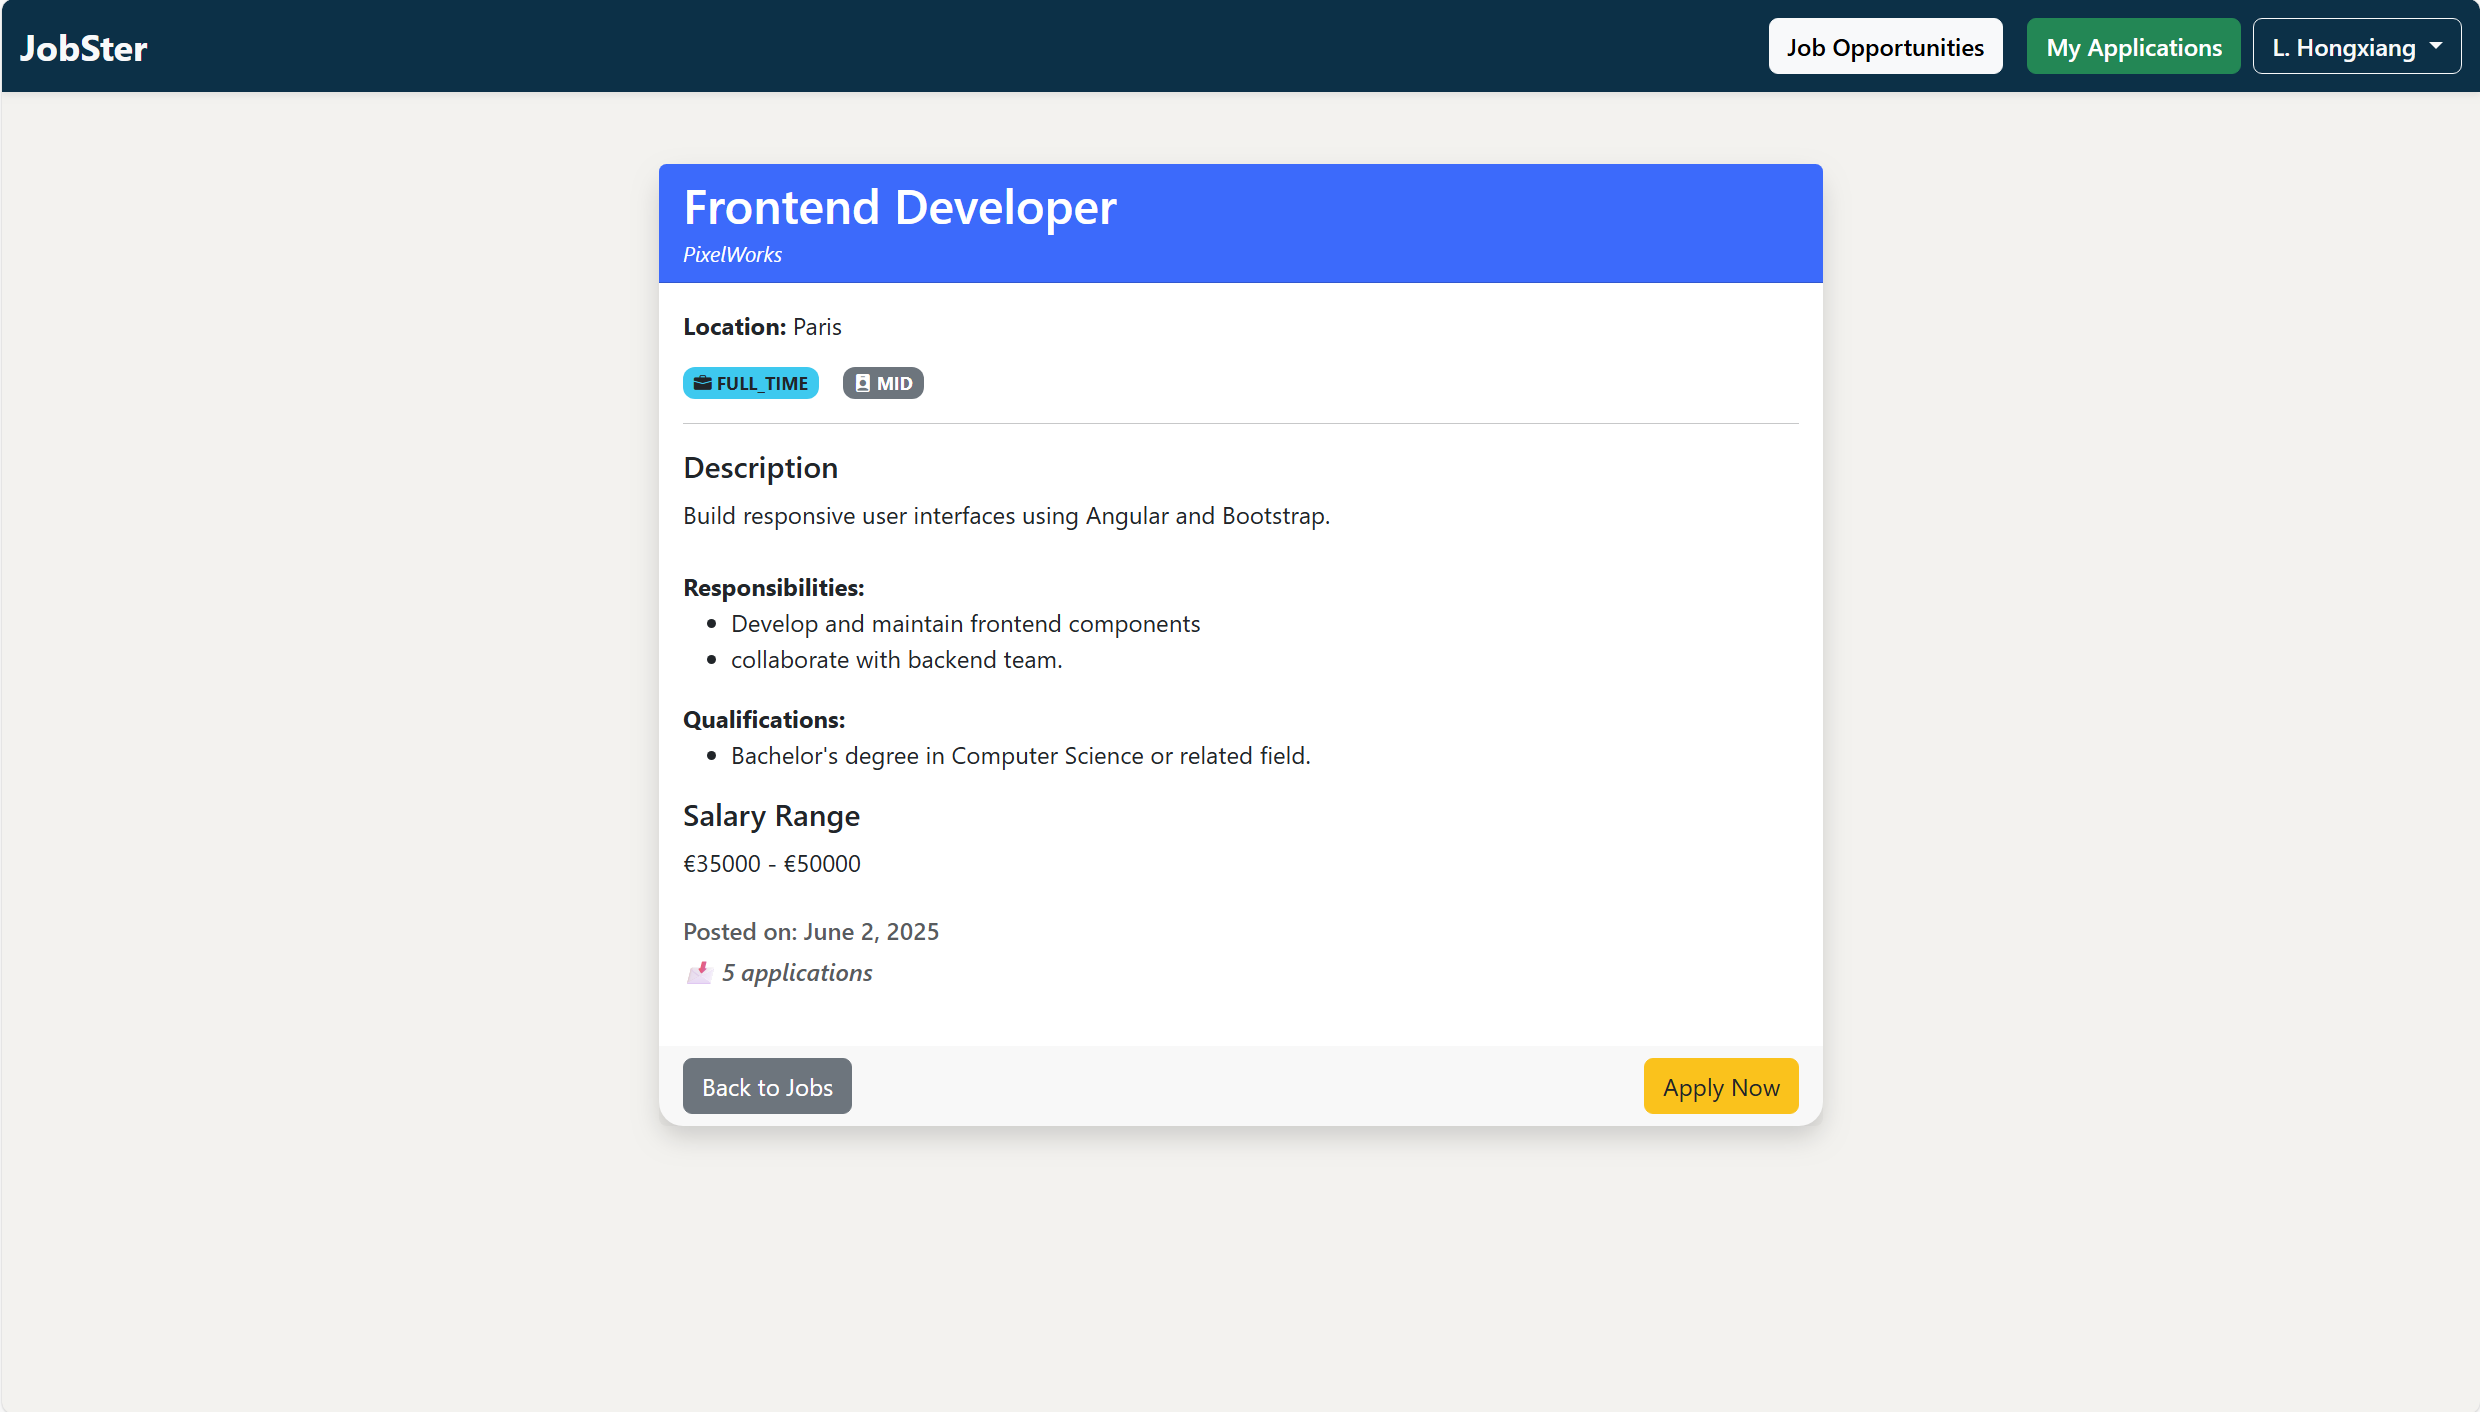 JobSter
Job Opportunities
My Applications
L. Hongxiang
Frontend Developer
PixelWorks
Location: Paris
FULL_TIME
MID
Description
Build responsive user interfaces using Angular and Bootstrap.
Responsibilities:
Develop and maintain frontend components
collaborate with backend team.
Qualifications:
Bachelor's degree in Computer Science or related field.
Salary Range
€35000 - €50000
Posted on: June 2, 2025
5 applications
Back to Jobs
Apply Now